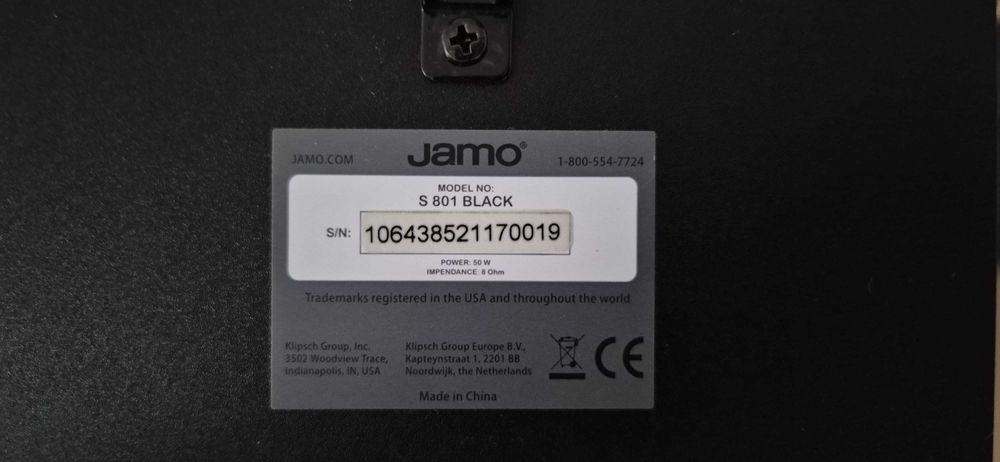 JAMO.COM Jamo® 1-800-554-7724
MODEL NO:
S 801 BLACK
S/N: 106438521170019
POWER: 50 W
IMPENDANCE: 8 Ohm
Trademarks registered in the USA and throughout the world
Klipsch Group, Inc.
3502 Woodview Trace,
Indianapolis, IN, USA
Klipsch Group Europe B.V.,
Kapteynstraat 1, 2201 BB
Noordwijk, the Netherlands
CE
Made in China